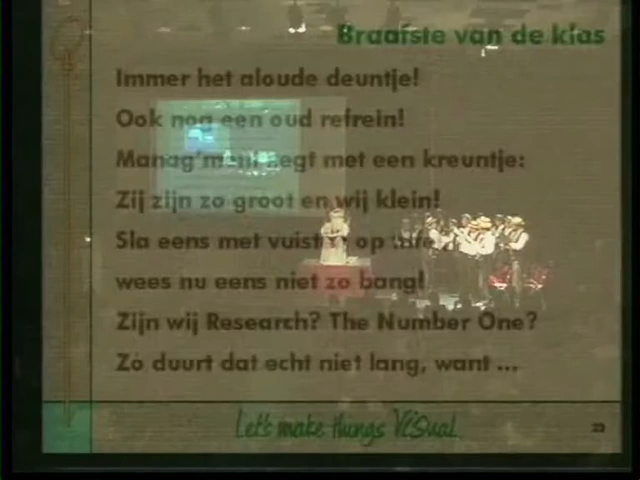 Braafste van de klas
Immer het aloude deuntje!
Ook nog een oud refrein!
Manag'ment zegt met een kreuntje:
Zij zijn zo groot en wij klein!
Sla eens met vuist op
wees nu eens niet zo bang!
Zijn wij Research? The Number One?
Zó duurt dat echt niet lang, want ...
Let's make things Visual
23